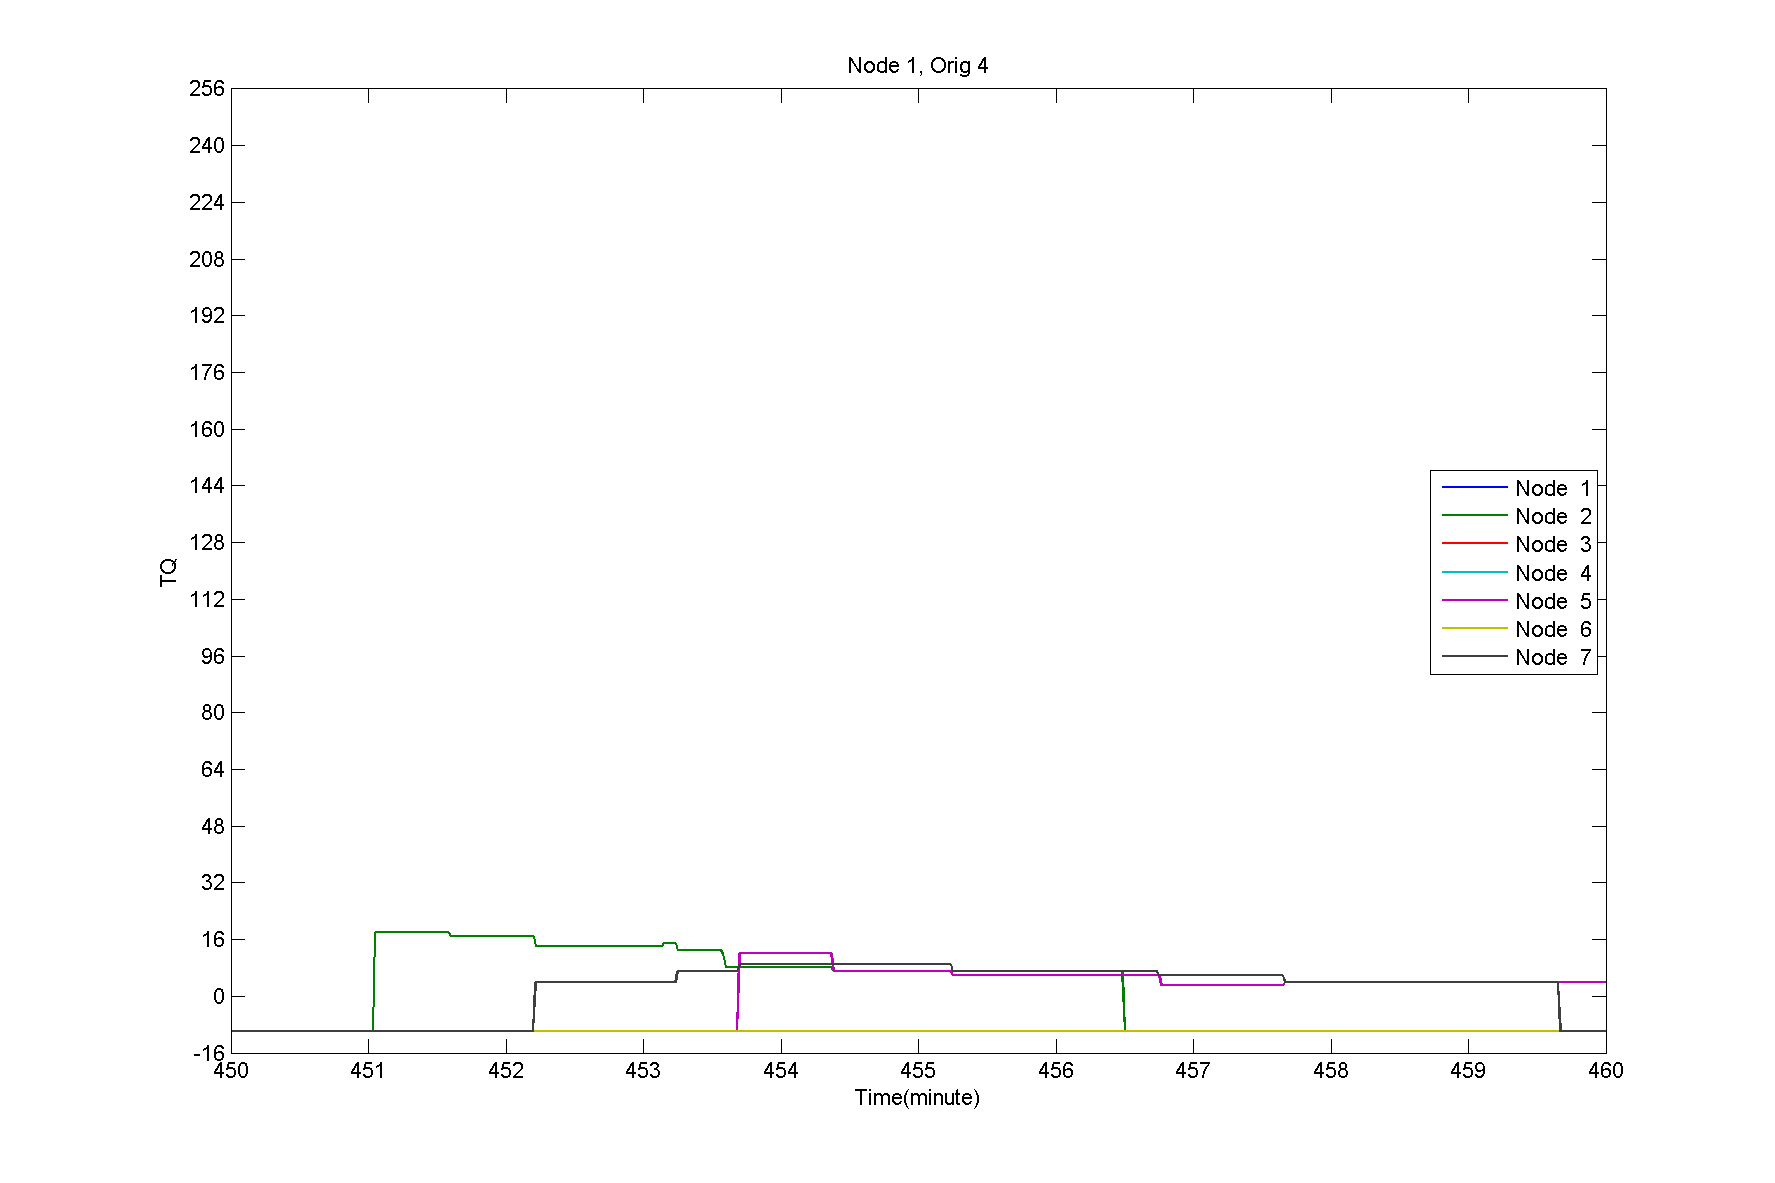 Node 1, Orig 4
256
240
224
208
192
176
160
144
128
112
96
80
64
48
32
16
0
-16
TQ
Node 1
Node 2
Node 3
Node 4
Node 5
Node 6
Node 7
450 451 452 453 454 455 456 457 458 459 460
Time(minute)